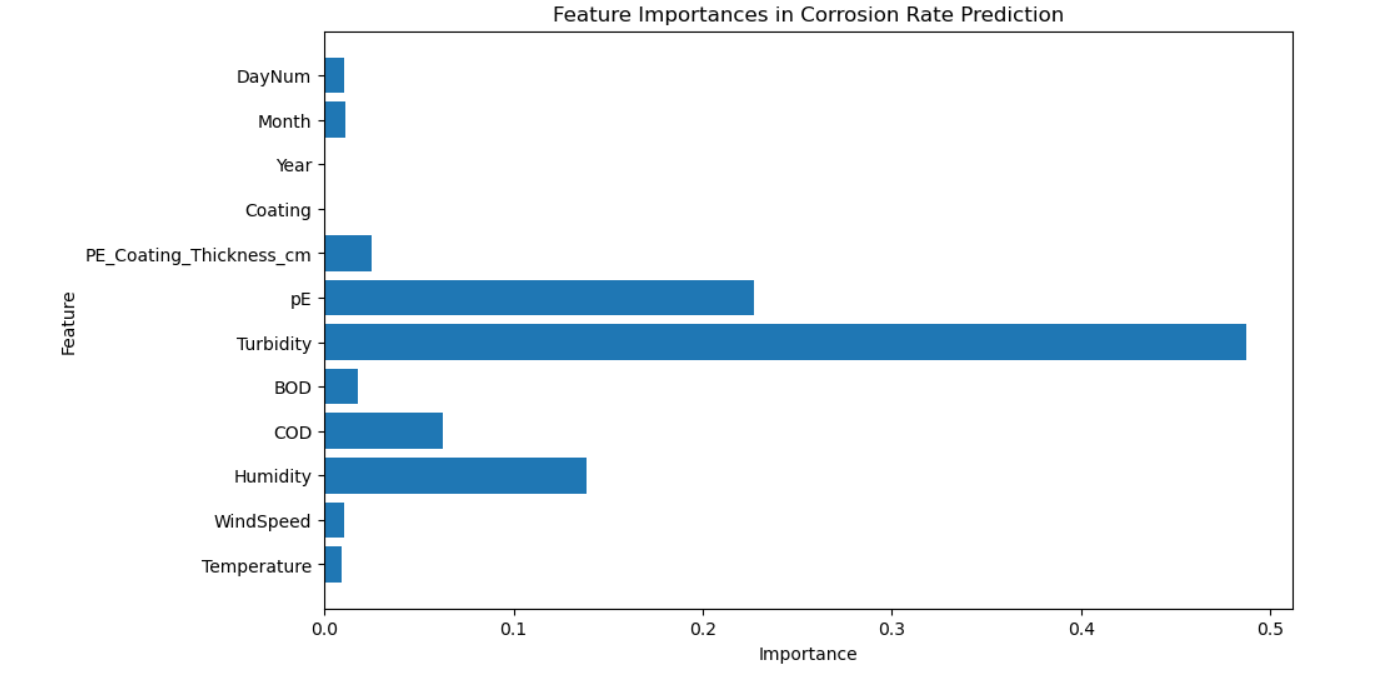 Feature Importances in Corrosion Rate Prediction
DayNum
Month
Year
Coating
PE_Coating_Thickness_cm
pE
Turbidity
BOD
COD
Humidity
WindSpeed
Temperature
Feature
0.0 0.1 0.2 0.3 0.4 0.5
Importance